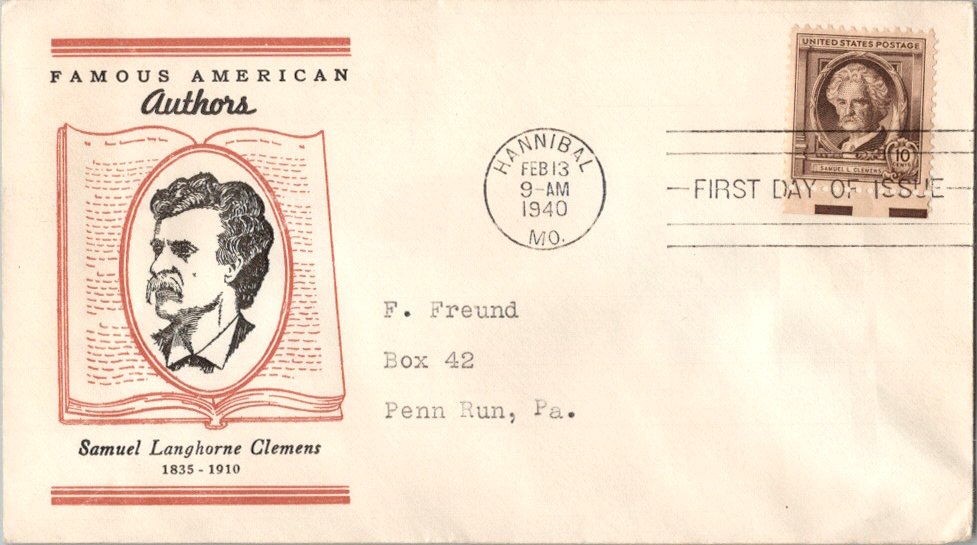 FAMOUS AMERICAN
Authors
Samuel Langhorne Clemens
1835 - 1910
HANNIBAL
FEB 13
9-AM
1940
MO.
UNITED STATES POSTAGE
10
CENTS
SAMUEL L. CLEMENS
FIRST DAY OF ISSUE
F. Freund
Box 42
Penn Run, Pa.